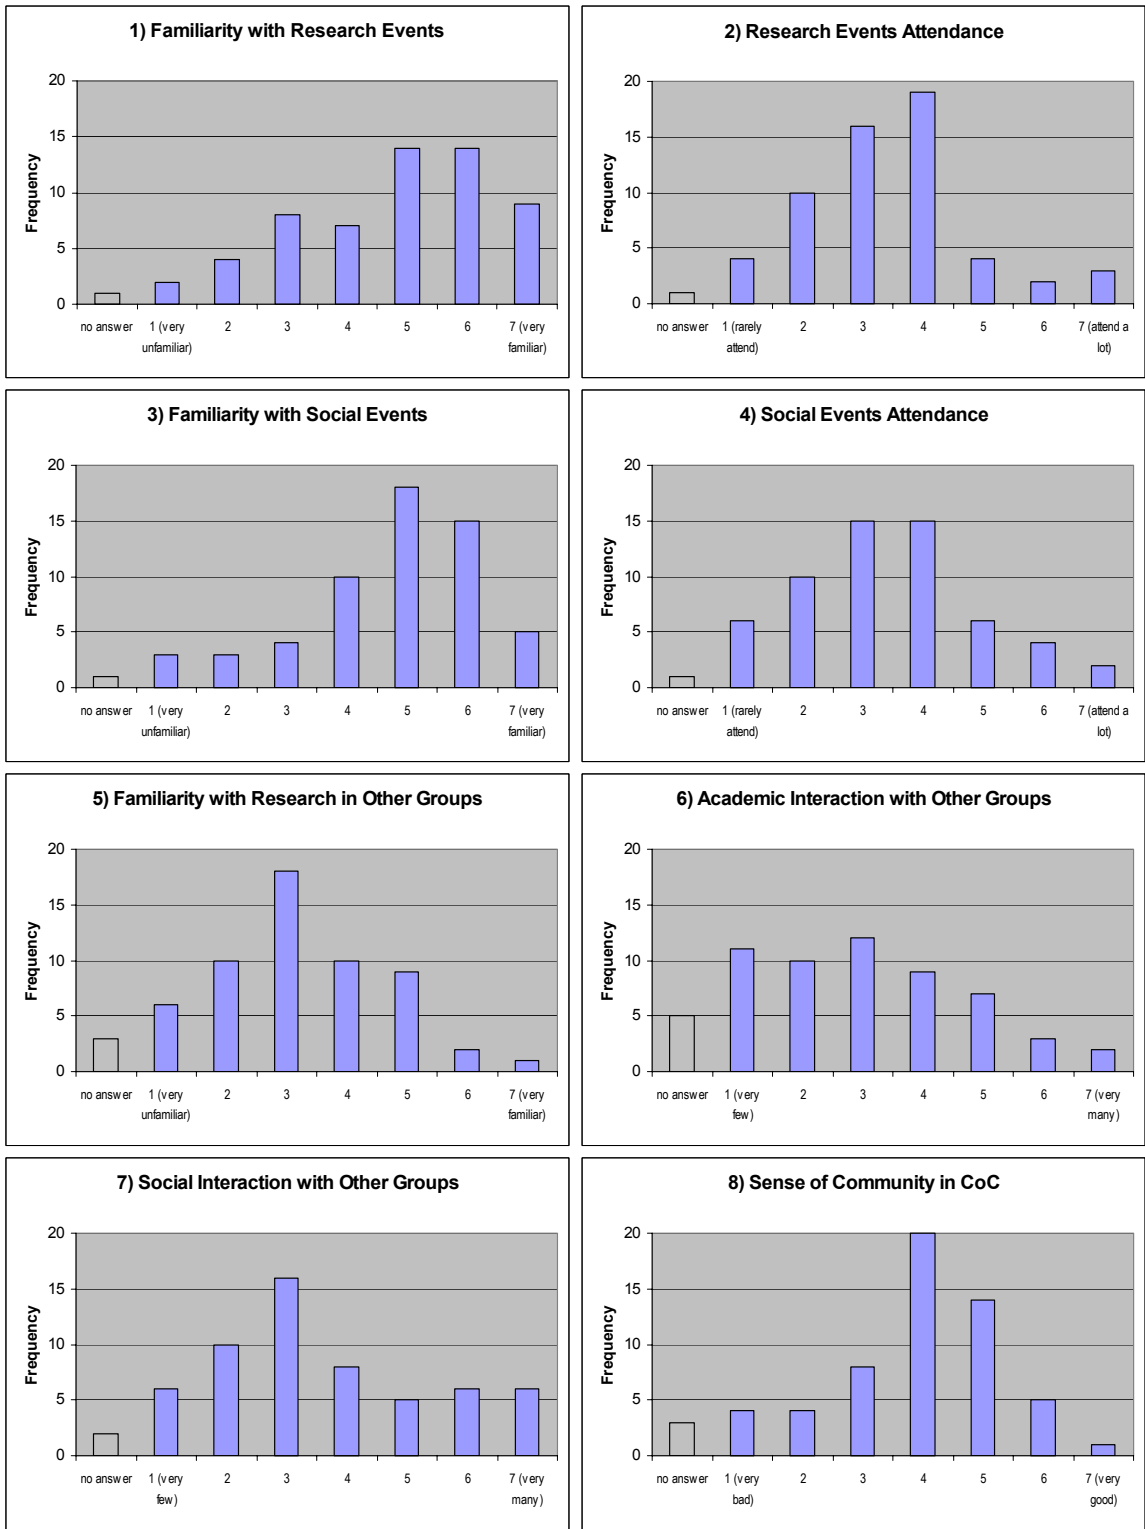 1) Familiarity with Research Events
20
15
10
5
0
Frequency
no answer 1 (very 2 3 4 5 6 7 (very
unfamiliar) familiar)
2) Research Events Attendance
20
15
10
5
0
Frequency
no answer 1 (rarely 2 3 4 5 6 7 (attend a
attend) lot)
3) Familiarity with Social Events
20
15
10
5
0
Frequency
no answer 1 (very 2 3 4 5 6 7 (very
unfamiliar) familiar)
4) Social Events Attendance
20
15
10
5
0
Frequency
no answer 1 (rarely 2 3 4 5 6 7 (attend a
attend) lot)
5) Familiarity with Research in Other Groups
20
15
10
5
0
Frequency
no answer 1 (very 2 3 4 5 6 7 (very
unfamiliar) familiar)
6) Academic Interaction with Other Groups
20
15
10
5
0
Frequency
no answer 1 (very 2 3 4 5 6 7 (very
few) many)
7) Social Interaction with Other Groups
20
15
10
5
0
Frequency
no answer 1 (very 2 3 4 5 6 7 (very
few) many)
8) Sense of Community in CoC
20
15
10
5
0
Frequency
no answer 1 (very 2 3 4 5 6 7 (very
bad) good)